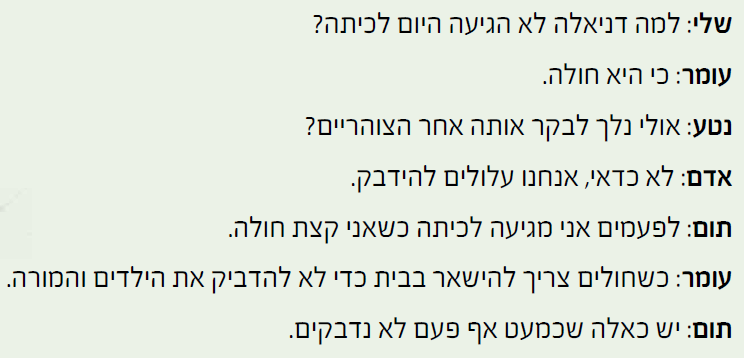 שלי: למה דניאלה לא הגיעה היום לכיתה?
עומר: כי היא חולה.
נטע: אולי נלך לבקר אותה אחר הצוהריים?
אדם: לא כדאי, אנחנו עלולים להידבק.
תום: לפעמים אני מגיעה לכיתה כשאני קצת חולה.
עומר: כשחולים צריך להישאר בבית כדי לא להדביק את הילדים והמורה.
תום: יש כאלה שכמעט אף פעם לא נדבקים.